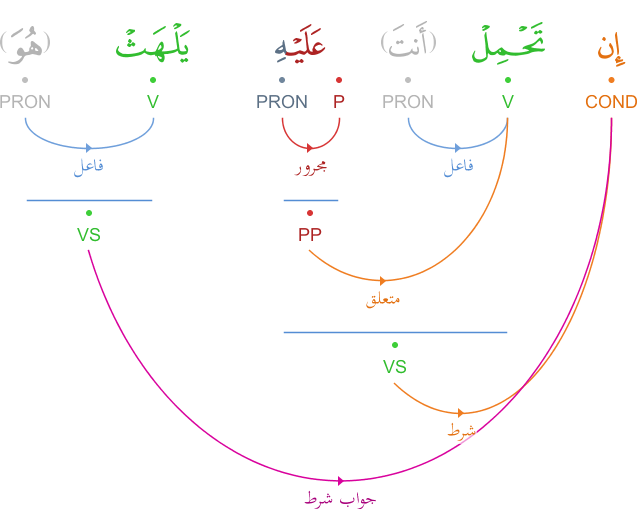 إِن تَحْمِلْ (أَنتَ) عَلَيْهِ يَلْهَثْ (هُوَ)
COND V PRON P PRON V PRON
فاعل مجرور فاعل
PP VS
متعلق
VS
شرط
جواب شرط